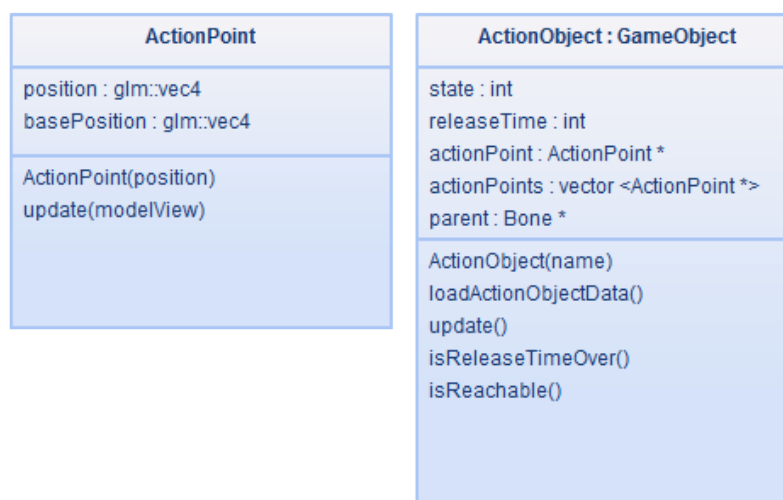 ActionPoint
position : glm::vec4
basePosition : glm::vec4
ActionPoint(position)
update(modelView)
ActionObject : GameObject
state : int
releaseTime : int
actionPoint : ActionPoint *
actionPoints : vector <ActionPoint *>
parent : Bone *
ActionObject(name)
loadActionObjectData()
update()
isReleaseTimeOver()
isReachable()